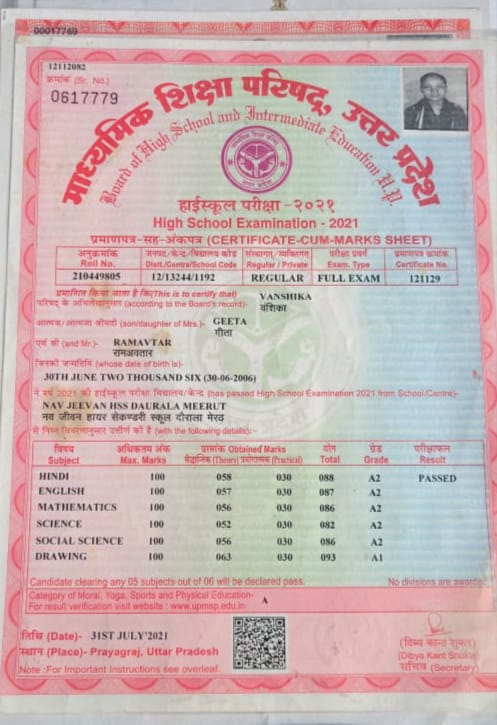 00017769
12112082
क्रमांक (Sr. No.)
0617779
माध्यमिक शिक्षा परिषद, उत्तर प्रदेश
Board of High School and Intermediate Education U.P.
हाईस्कूल परीक्षा - २०२१
High School Examination - 2021
प्रमाणपत्र-सह-अंकपत्र (CERTIFICATE-CUM-MARKS SHEET)
अनुक्रमांक जनपद/केन्द्र/विद्यालय कोड संस्थागत/व्यक्तिगत परीक्षा प्रकार प्रमाणपत्र क्रमांक
Roll No. Distt./Centre/School Code Regular / Private Exam. Type Certificate No.
210449805 12/13244/1192 REGULAR FULL EXAM 121129
प्रमाणित किया जाता है कि(This is to certify that) VANSHIKA
परिषद के अभिलेखानुसार (according to the Board's record)- वंशिका
आत्मज/आत्मजा श्रीमती (son/daughter of Mrs.)- GEETA
गीता
एवं श्री (and Mr.)- RAMAVTAR
रामअवतार
जिनकी जन्मतिथि (whose date of birth is)-
30TH JUNE TWO THOUSAND SIX (30-06-2006)
ने वर्ष 2021 की हाईस्कूल परीक्षा विद्यालय/केन्द्र (has passed High School Examination 2021 from School/Centre)-
NAV JEEVAN HSS DAURALA MEERUT
नव जीवन हायर सेकण्डरी स्कूल दौराला मेरठ
से निम्न विवरणानुसार उत्तीर्ण की है (with the following details):-
विषय अधिकतम अंक प्राप्तांक Obtained Marks योग ग्रेड परीक्षाफल
Subject Max. Marks सैद्धान्तिक (Theory) प्रयोगात्मक (Practical) Total Grade Result
HINDI 100 058 030 088 A2 PASSED
ENGLISH 100 057 030 087 A2
MATHEMATICS 100 056 030 086 A2
SCIENCE 100 052 030 082 A2
SOCIAL SCIENCE 100 056 030 086 A2
DRAWING 100 063 030 093 A1
Candidate clearing any 05 subjects out of 06 will be declared pass. No divisions are awarded
Category of Moral, Yoga, Sports and Physical Education- A
For result verification visit website : www.upmsp.edu.in
तिथि (Date)- 31ST JULY'2021
स्थान (Place)- Prayagraj, Uttar Pradesh
(दिव्य कान्त शुक्ल)
(Dibya Kant Shukla)
सचिव (Secretary)
Note :For Important Instructions see overleaf.